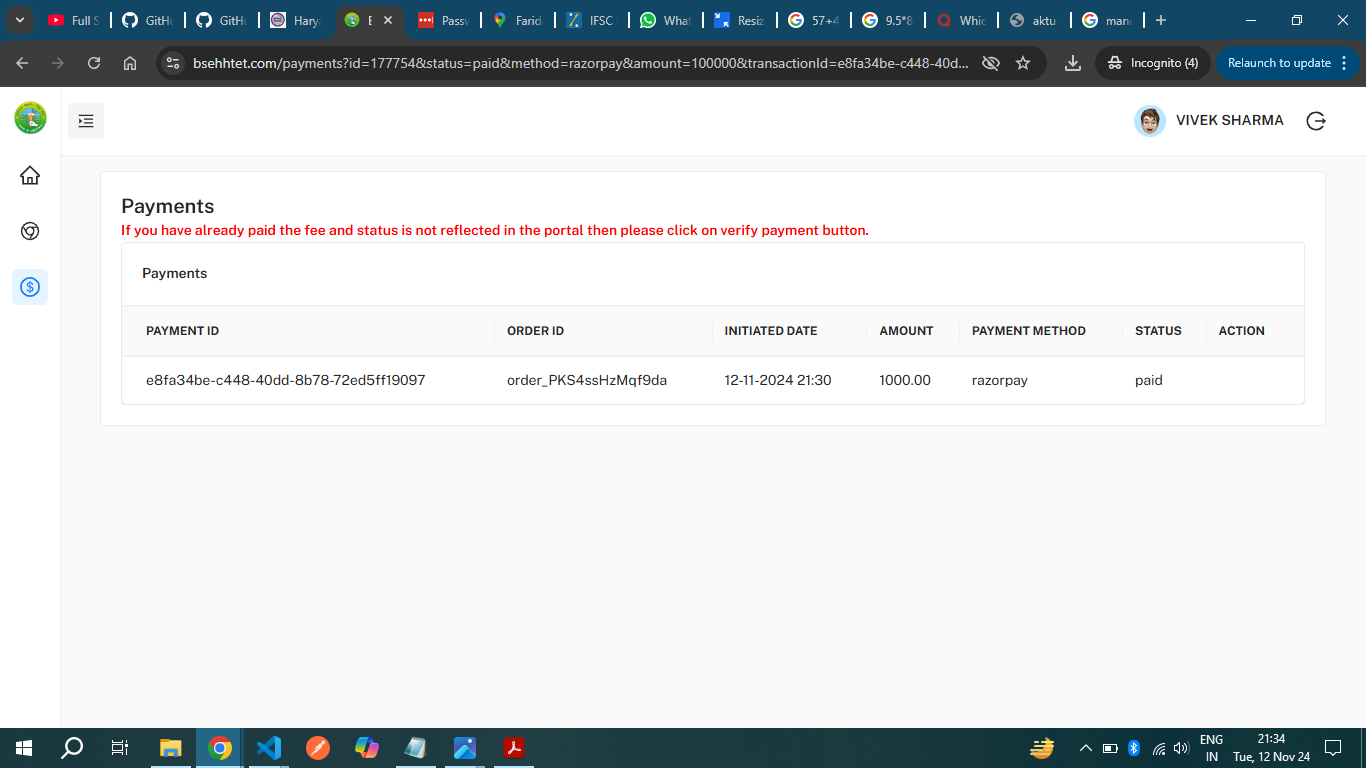 Full S
GitHu
GitHu
Harya
E
Passv
Farida
IFSC
What
Resiz
57+4
9.5*8
Whic
aktu
mano
bsehhtet.com/payments?id=177754&status=paid&method=razorpay&amount=100000&transactionId=e8fa34be-c448-40d...
Incognito (4)
Relaunch to update
VIVEK SHARMA
Payments
If you have already paid the fee and status is not reflected in the portal then please click on verify payment button.
Payments
PAYMENT ID ORDER ID INITIATED DATE AMOUNT PAYMENT METHOD STATUS ACTION
e8fa34be-c448-40dd-8b78-72ed5ff19097 order_PKS4ssHzMqf9da 12-11-2024 21:30 1000.00 razorpay paid
ENG
IN
21:34
Tue, 12 Nov 24